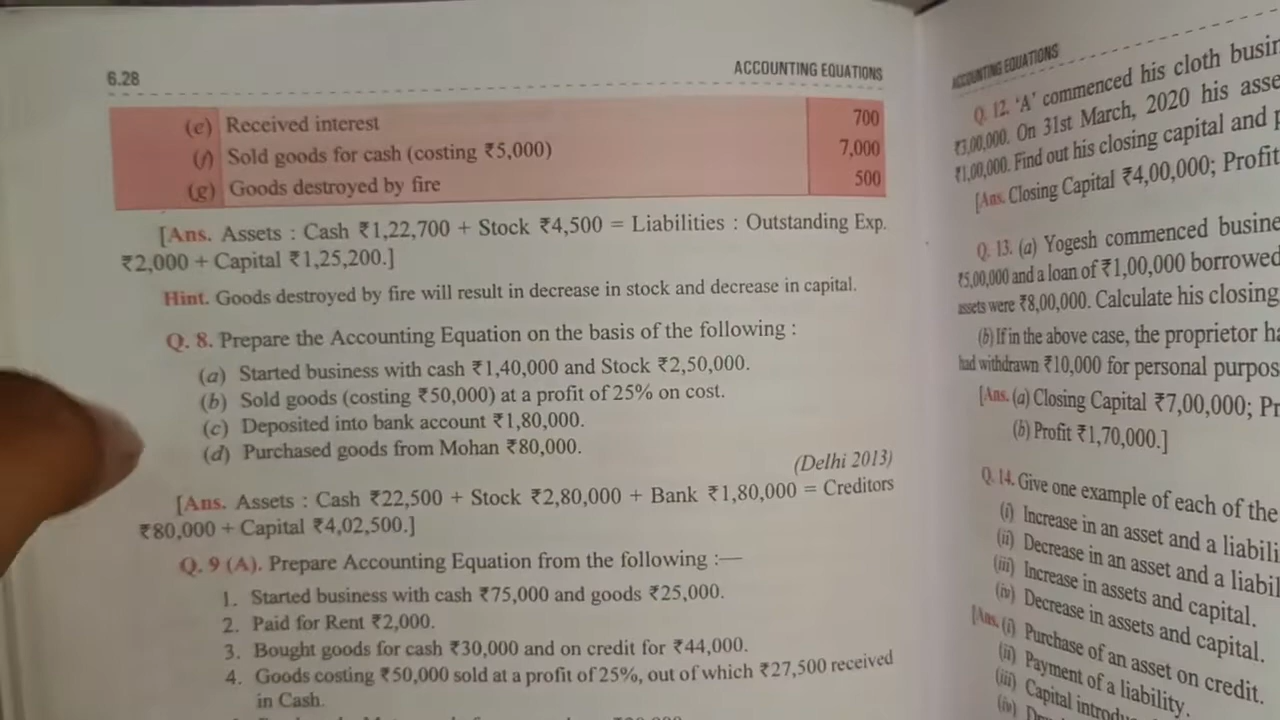 6.28
ACCOUNTING EQUATIONS
(e) Received interest 700
(f) Sold goods for cash (costing ₹5,000) 7,000
(g) Goods destroyed by fire 500
[Ans. Assets : Cash ₹1,22,700 + Stock ₹4,500 = Liabilities : Outstanding Exp.
₹2,000 + Capital ₹1,25,200.]
Hint. Goods destroyed by fire will result in decrease in stock and decrease in capital.
Q. 8. Prepare the Accounting Equation on the basis of the following :
(a) Started business with cash ₹1,40,000 and Stock ₹2,50,000.
(b) Sold goods (costing ₹50,000) at a profit of 25% on cost.
(c) Deposited into bank account ₹1,80,000.
(d) Purchased goods from Mohan ₹80,000.
(Delhi 2013)
[Ans. Assets : Cash ₹22,500 + Stock ₹2,80,000 + Bank ₹1,80,000 = Creditors
₹80,000 + Capital ₹4,02,500.]
Q. 9 (A). Prepare Accounting Equation from the following :—
1. Started business with cash ₹75,000 and goods ₹25,000.
2. Paid for Rent ₹2,000.
3. Bought goods for cash ₹30,000 and on credit for ₹44,000.
4. Goods costing ₹50,000 sold at a profit of 25%, out of which ₹27,500 received
in Cash.
ACCOUNTING EQUATIONS
Q. 12. 'A' commenced his cloth
₹3,00,000. On 31st March, 2020 his
₹1,00,000. Find out his closing capital and
[Ans. Closing Capital ₹4,00,000; Profit
Q. 13. (a) Yogesh commenced
₹5,00,000 and a loan of ₹1,00,000 borrowed
assets were ₹8,00,000. Calculate his closing
(b) If in the above case, the proprietor
had withdrawn ₹10,000 for personal
[Ans. (a) Closing Capital ₹7,00,000;
(b) Profit ₹1,70,000.]
Q. 14. Give one example of each of the
(i) Increase in an asset and a
(ii) Decrease in an asset and a
(iii) Increase in assets and capital.
(iv) Decrease in assets and capital.
[Ans. (i) Purchase of an asset on credit.
(ii) Payment of a liability.
(iii) Capital
(iv)